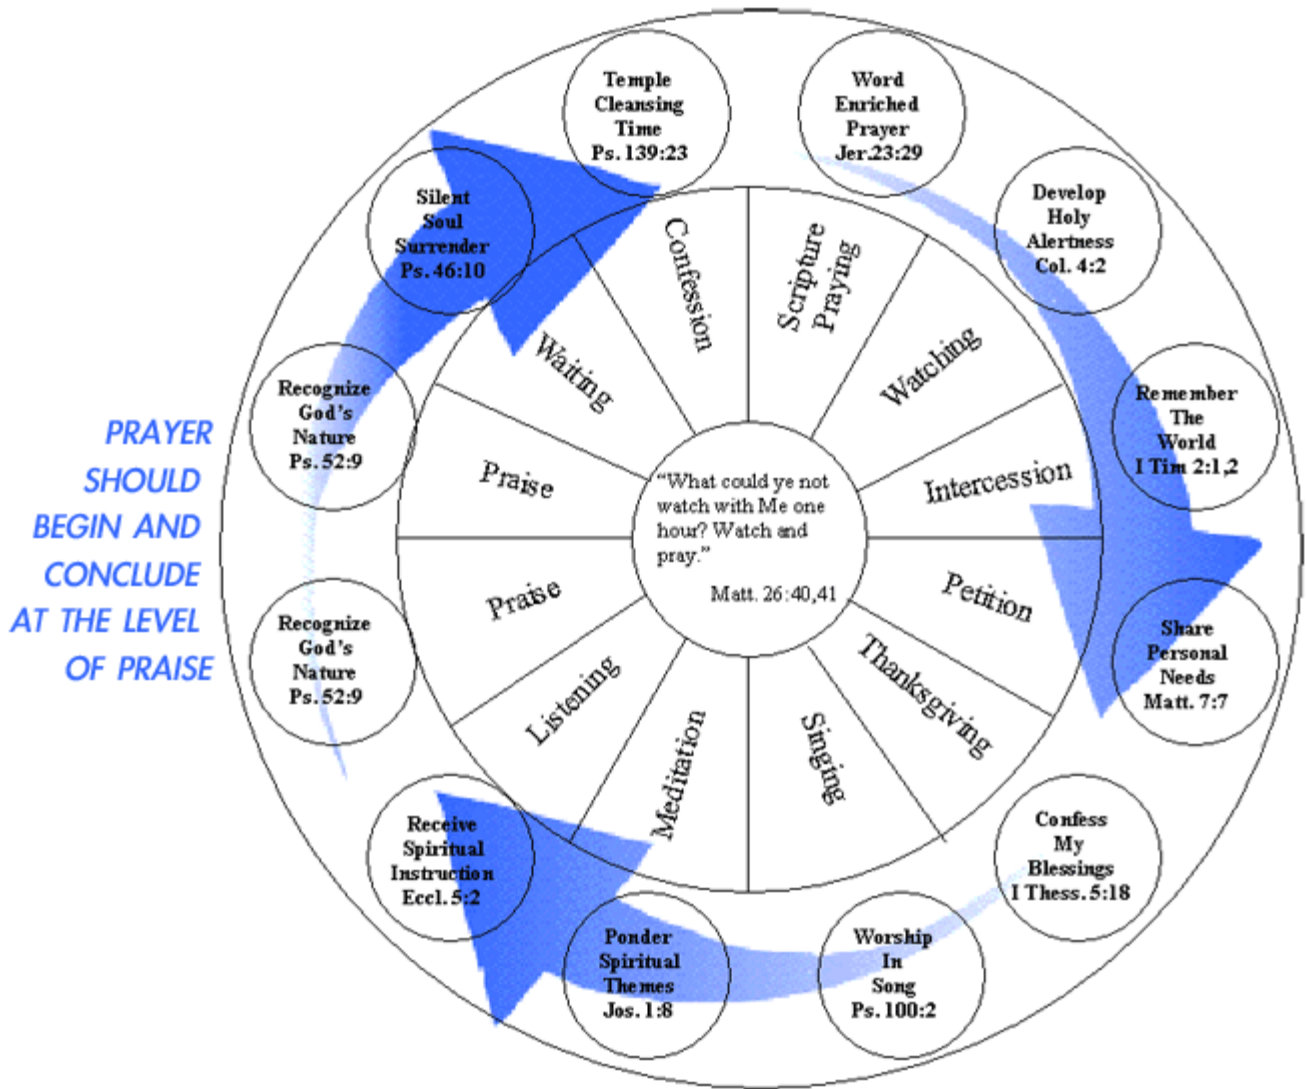 PRAYER
SHOULD
BEGIN AND
CONCLUDE
AT THE LEVEL
OF PRAISE
Temple
Cleansing
Time
Ps. 139:23
Word
Enriched
Prayer
Jer.23:29
Develop
Holy
Alertness
Col. 4:2
Remember
The
World
I Tim 2:1,2
Share
Personal
Needs
Matt. 7:7
Confess
My
Blessings
I Thess. 5:18
Worship
In
Song
Ps. 100:2
Ponder
Spiritual
Themes
Jos. 1:8
Receive
Spiritual
Instruction
Eccl. 5:2
Recognize
God's
Nature
Ps. 52:9
Recognize
God's
Nature
Ps. 52:9
Silent
Soul
Surrender
Ps. 46:10
Confession
Scripture
Praying
Watching
Intercession
Petition
Thanksgiving
Singing
Meditation
Listening
Praise
Praise
Waiting
“What could ye not
watch with Me one
hour? Watch and
pray.”
Matt. 26:40,41